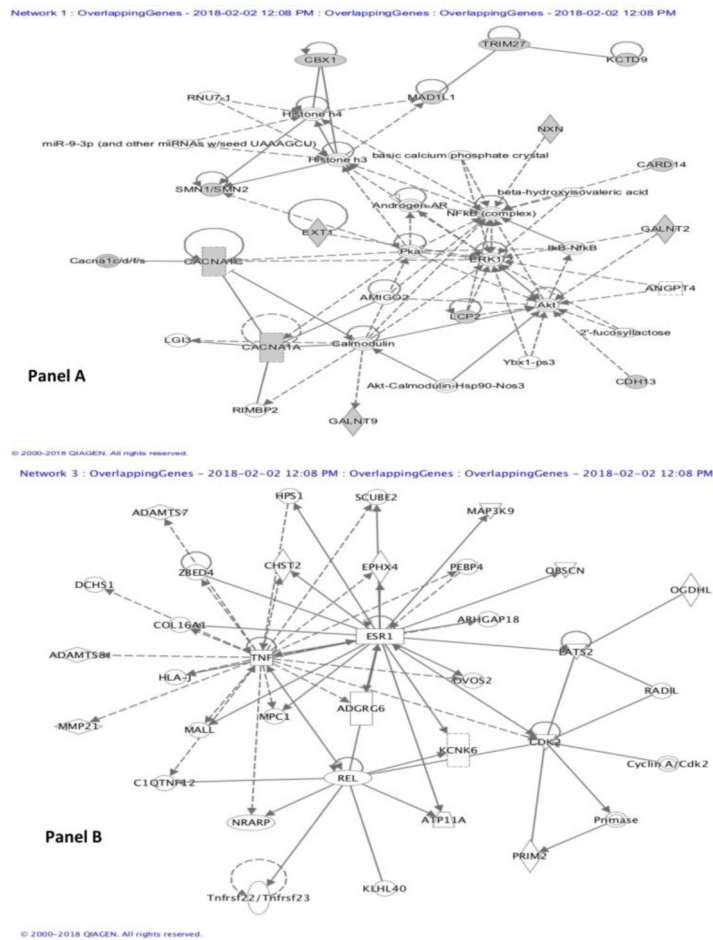 Network 1 : OverlappingGenes - 2018-02-02 12:08 PM : OverlappingGenes : OverlappingGenes - 2018-02-02 12:08 PM
TRIM27
CBX1
KCTD9
RNU7-1
MAD1L1
Histone h4
NXN
miR-9-3p (and other miRNAs w/seed UAAAGCU)
Histone h3
basic calcium phosphate crystal
CARD14
SMN1/SMN2
beta-hydroxyisovaleric acid
Androgen-AR
NFkB (complex)
EXT1
GALNT2
Pka
IkB-NfkB
Cacna1c/d/f/s
CACNA1C
ERK1/2
ANGPT4
AMIGO2
Akt
LCP2
LGI3
CACNA1A
Calmodulin
2'-fucosyllactose
Ybx1-ps3
Panel A
Akt-Calmodulin-Hsp90-Nos3
CDH13
RIMBP2
GALNT9
© 2000-2018 QIAGEN. All rights reserved.
Network 3 : OverlappingGenes - 2018-02-02 12:08 PM : OverlappingGenes : OverlappingGenes - 2018-02-02 12:08 PM
HPS1
SCUBE2
ADAMTS7
MAP3K9
ZBED4
CHST2
EPHX4
PEBP4
OBSCN
DCHS1
OGDHL
COL16A1
ESR1
ARHGAP18
ADAMTS8
TNF
LATS2
HLA-J
OVOS2
RADIL
MMP21
MALL
MPC1
ADGRG6
KCNK6
CDK2
Cyclin A/Cdk2
C1QTNF12
REL
NRARP
ATP11A
Primase
Panel B
PRIM2
Tnfrsf22/Tnfrsf23
KLHL40
© 2000-2018 QIAGEN. All rights reserved.